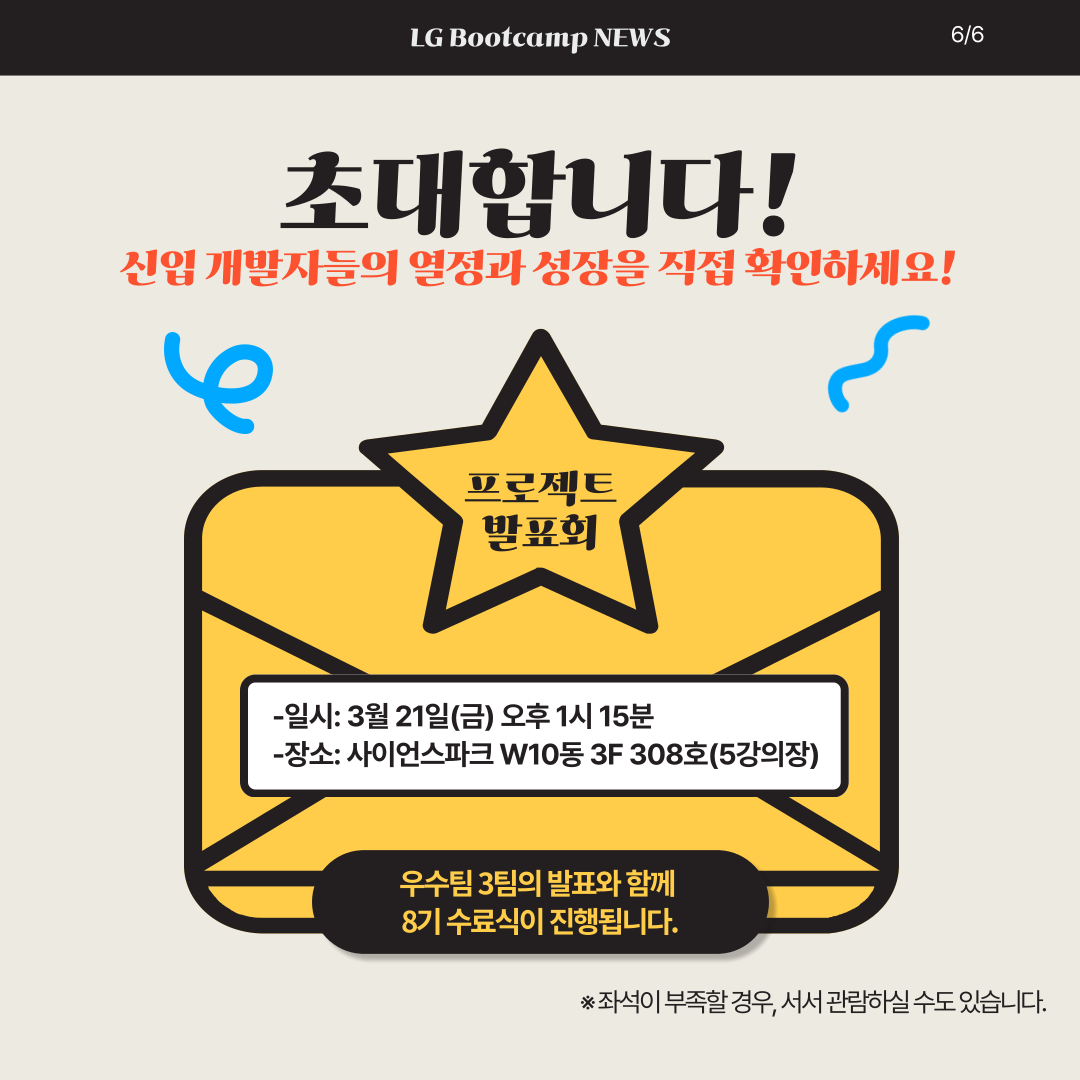 LG Bootcamp NEWS
6/6
초대합니다!
신입 개발자들의 열정과 성장을 직접 확인하세요!
프로젝트
발표회
-일시: 3월 21일(금) 오후 1시 15분
-장소: 사이언스파크 W10동 3F 308호(5강의장)
우수팀 3팀의 발표와 함께
8기 수료식이 진행됩니다.
※ 좌석이 부족할 경우, 서서 관람하실 수도 있습니다.